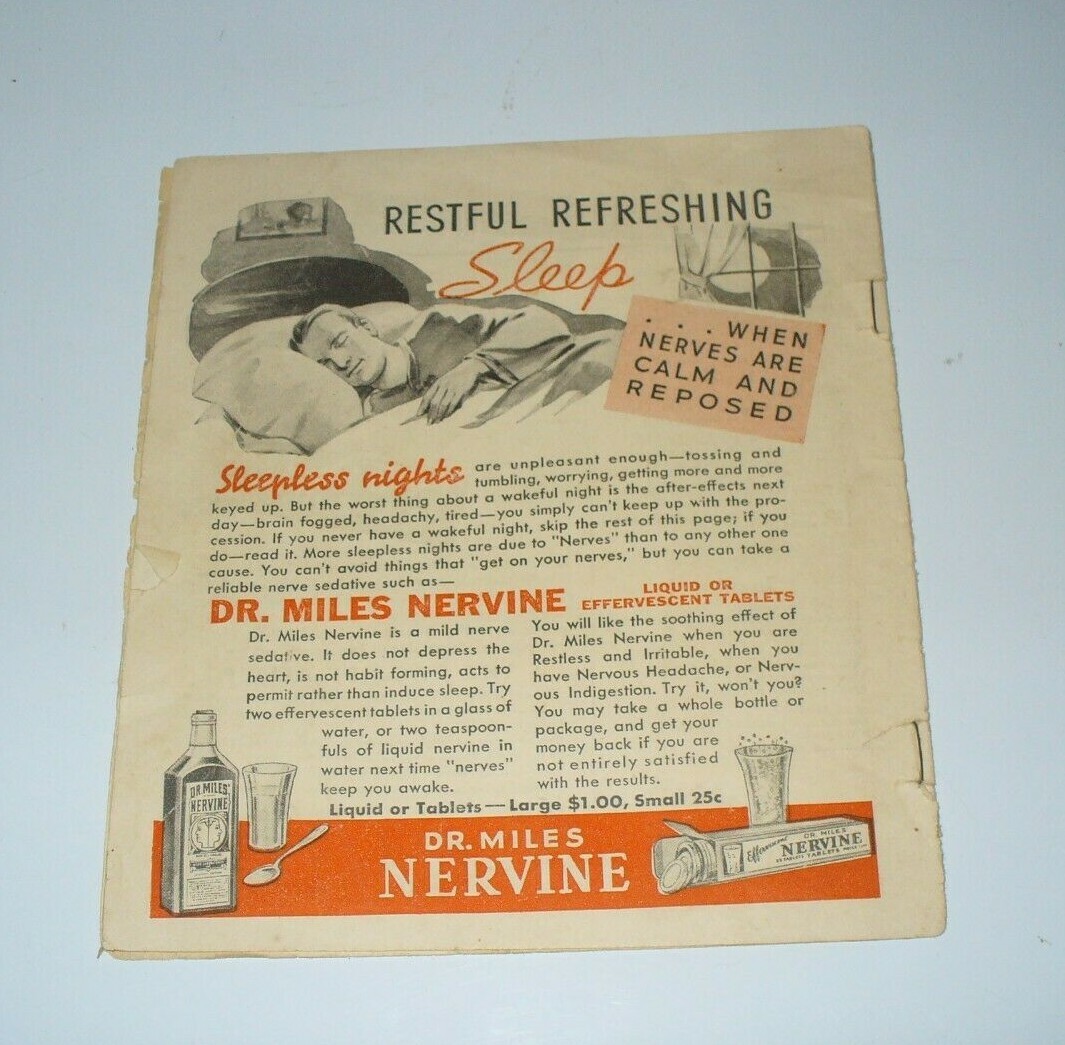 RESTFUL REFRESHING
Sleep
. . . WHEN
NERVES ARE
CALM AND
REPOSED
Sleepless nights are unpleasant enough—tossing and
tumbling, worrying, getting more and more
keyed up. But the worst thing about a wakeful night is the after-effects next
day—brain fogged, headachy, tired—you simply can't keep up with the pro-
cession. If you never have a wakeful night, skip the rest of this page; if you
do—read it. More sleepless nights are due to "Nerves" than to any other one
cause. You can't avoid things that "get on your nerves," but you can take a
reliable nerve sedative such as—
DR. MILES NERVINE
LIQUID OR
EFFERVESCENT TABLETS
Dr. Miles Nervine is a mild nerve
sedative. It does not depress the
heart, is not habit forming, acts to
permit rather than induce sleep. Try
two effervescent tablets in a glass of
water, or two teaspoon-
fuls of liquid nervine in
water next time "nerves"
keep you awake.
You will like the soothing effect of
Dr. Miles Nervine when you are
Restless and Irritable, when you
have Nervous Headache, or Nerv-
ous Indigestion. Try it, won't you?
You may take a whole bottle or
package, and get your
money back if you are
not entirely satisfied
with the results.
Liquid or Tablets—Large $1.00, Small 25c
DR. MILES
NERVINE
DR. MILES'
NERVINE
Effervescent
DR. MILES
NERVINE
TABLETS